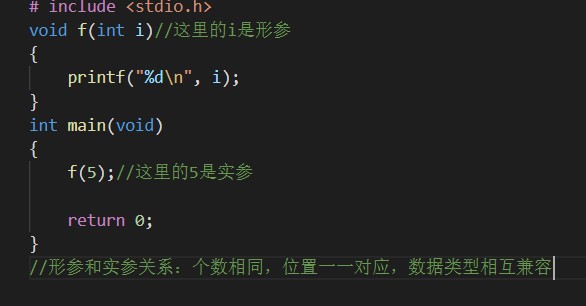 # include <stdio.h>
void f(int i)//这里的i是形参
{
    printf("%d\n", i);
}
int main(void)
{
    f(5);//这里的5是实参
    return 0;
}
//形参和实参关系：个数相同，位置一一对应，数据类型相互兼容